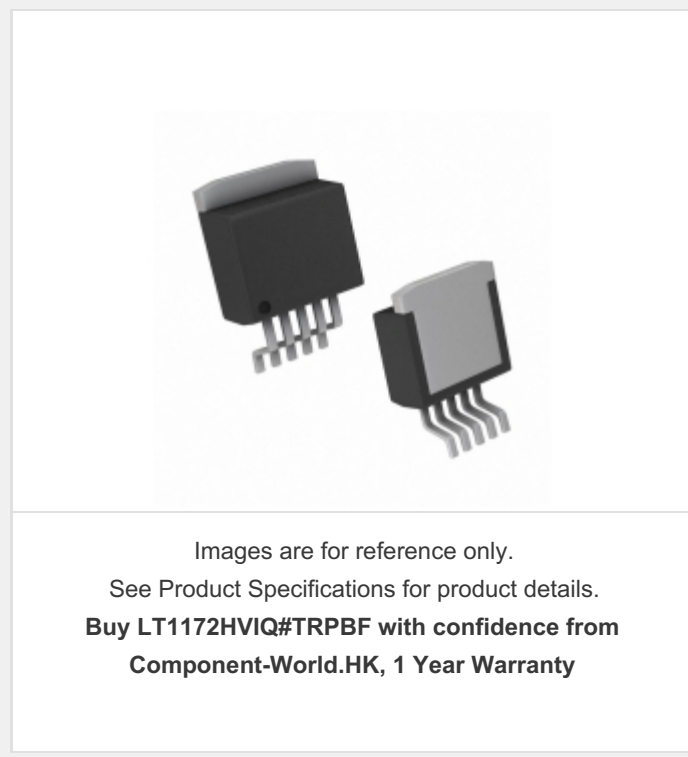 Images are for reference only.
See Product Specifications for product details.
Buy LT1172HVIQ#TRPBF with confidence from
Component-World.HK, 1 Year Warranty